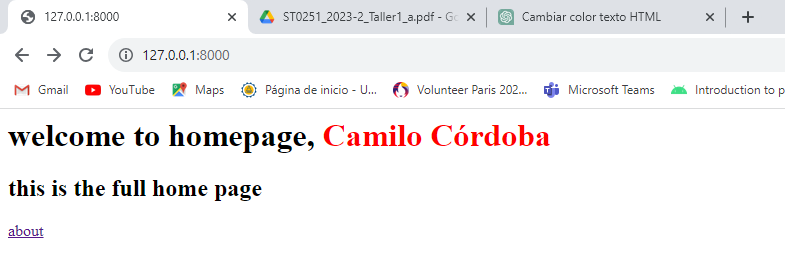 127.0.0.1:8000
ST0251_2023-2_Taller1_a.pdf - Go
Cambiar color texto HTML
127.0.0.1:8000
Gmail
YouTube
Maps
Página de inicio - U...
Volunteer Paris 202...
Microsoft Teams
Introduction to p
welcome to homepage, Camilo Córdoba
this is the full home page
about